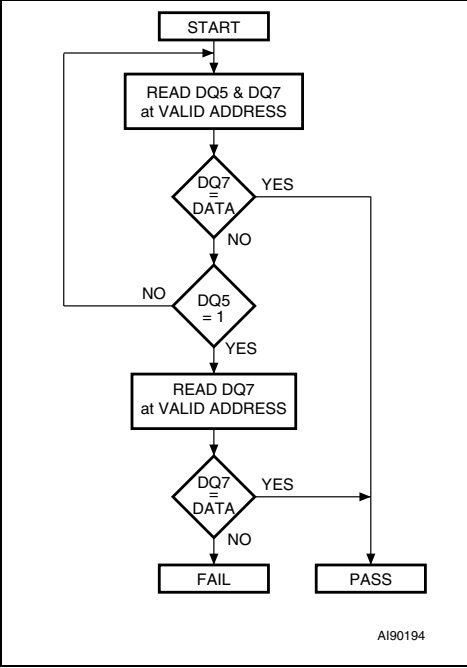 START
READ DQ5 & DQ7
at VALID ADDRESS
DQ7
=
DATA
YES
NO
DQ5
= 1
NO
YES
READ DQ7
at VALID ADDRESS
DQ7
=
DATA
YES
NO
FAIL
PASS
AI90194